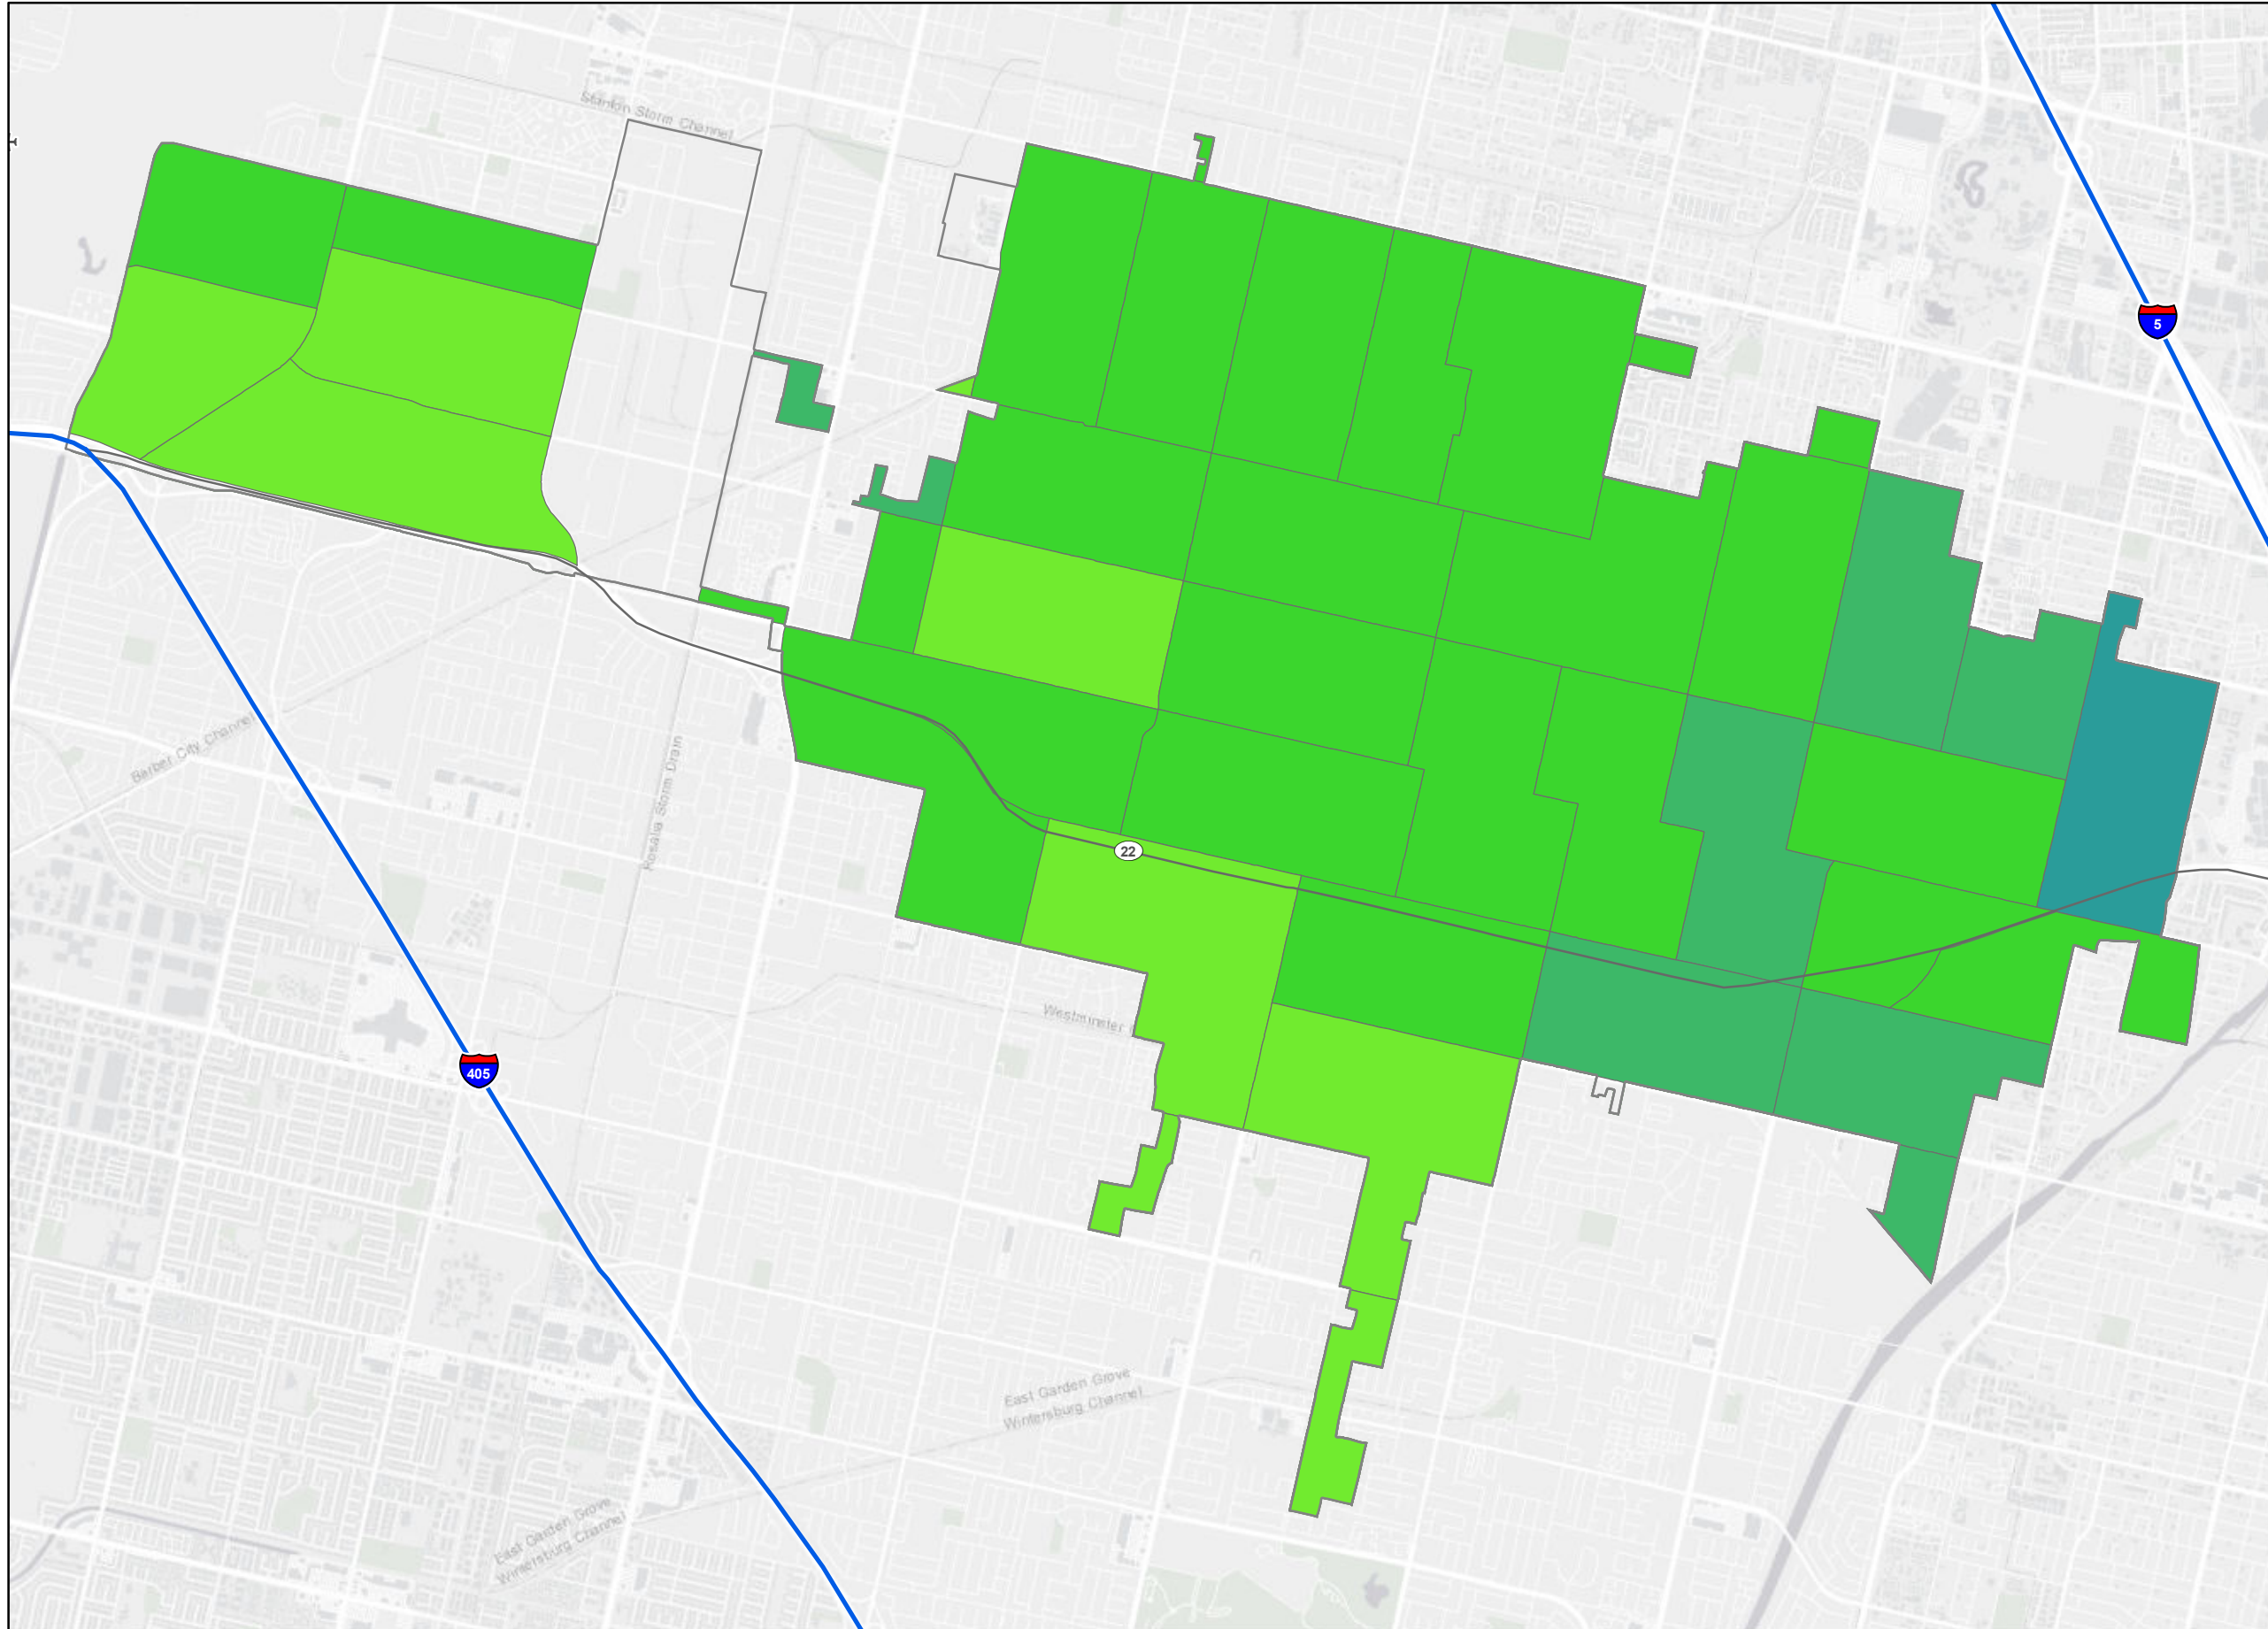 Stanton Storm Channel
5
Barber City Channel
Rosalia Storm Drain
22
Westminster
405
East Garden Grove
Wintersburg Channel
East Garden Grove
Wintersburg Channel